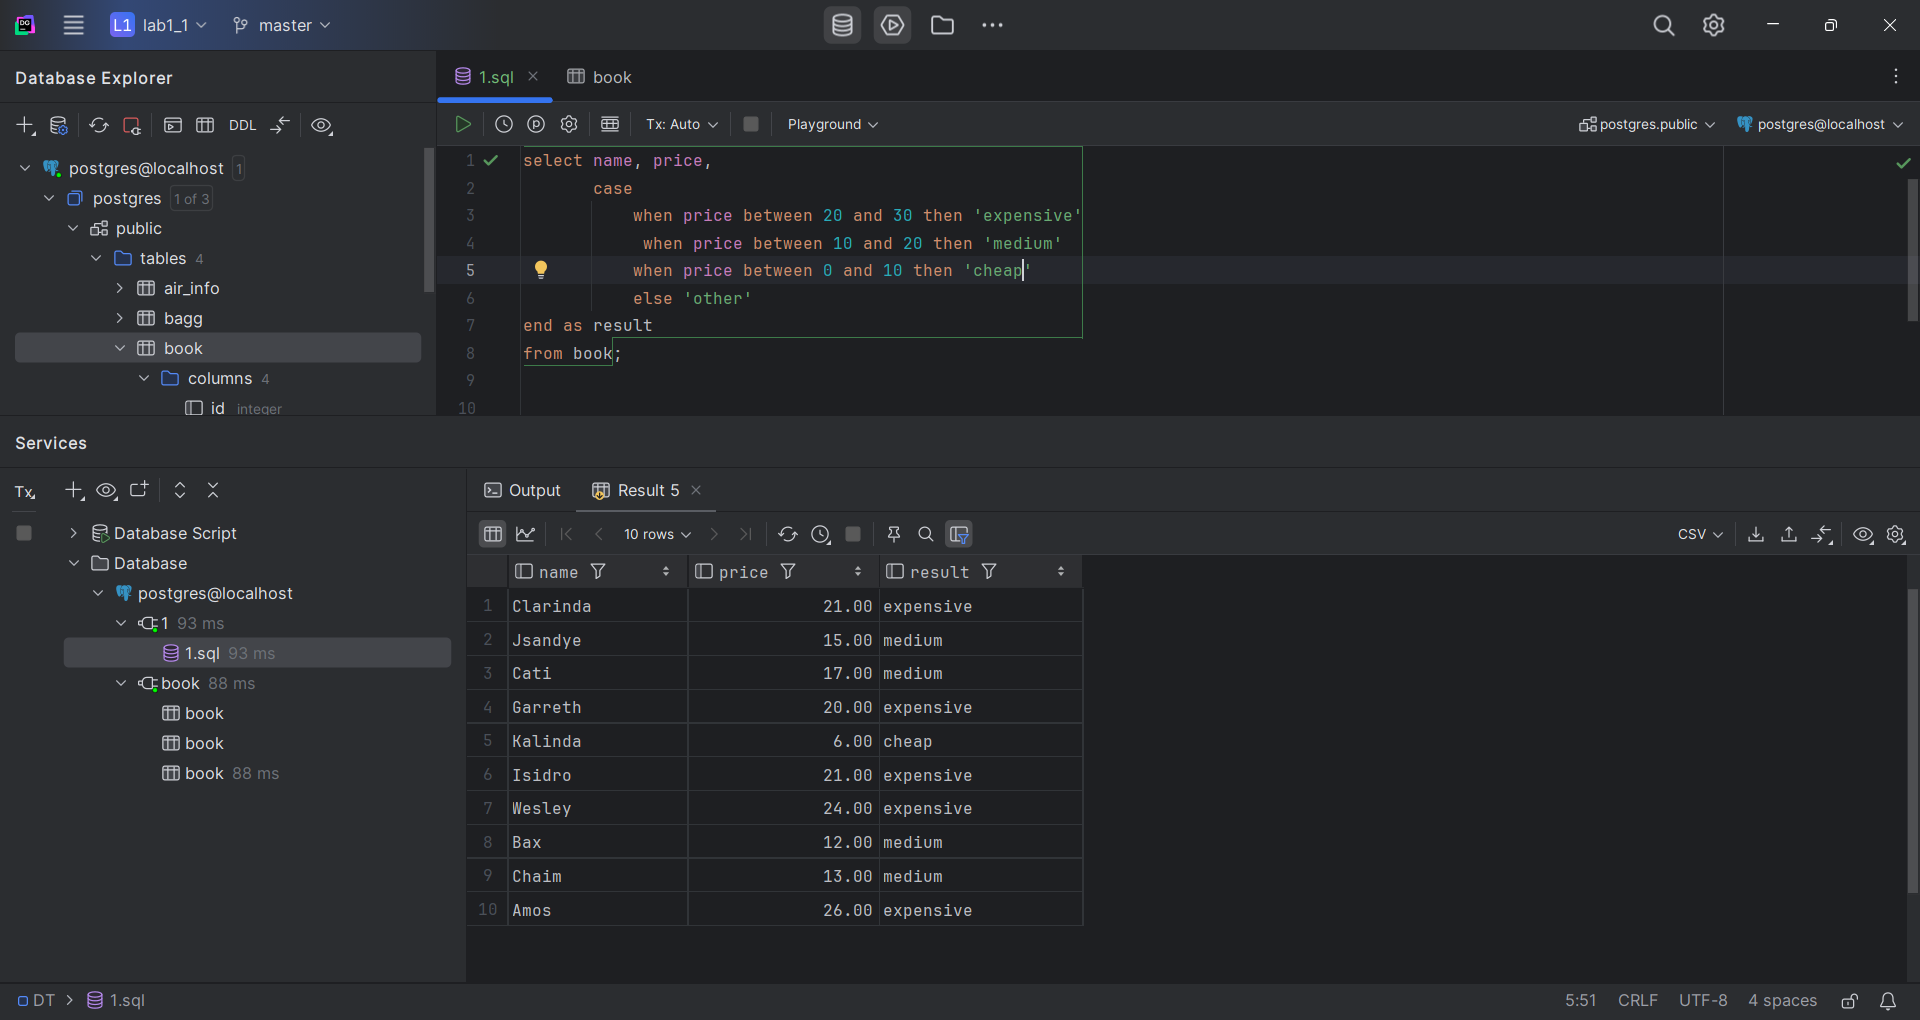 L1 lab1_1 master
Database Explorer
1.sql
book
DDL
Tx: Auto
Playground
postgres.public
postgres@localhost
postgres@localhost 1
postgres 1 of 3
public
tables 4
air_info
bagg
book
columns 4
id integer
1 select name, price,
2 case
3 when price between 20 and 30 then 'expensive'
4 when price between 10 and 20 then 'medium'
5 when price between 0 and 10 then 'cheap'
6 else 'other'
7 end as result
8 from book;
9
10
Services
Tx
Database Script
Database
postgres@localhost
1 93 ms
1.sql 93 ms
book 88 ms
book
book
book 88 ms
Output
Result 5
10 rows
CSV
name price result
1 Clarinda 21.00 expensive
2 Jsandye 15.00 medium
3 Cati 17.00 medium
4 Garreth 20.00 expensive
5 Kalinda 6.00 cheap
6 Isidro 21.00 expensive
7 Wesley 24.00 expensive
8 Bax 12.00 medium
9 Chaim 13.00 medium
10 Amos 26.00 expensive
DT > 1.sql
5:51 CRLF UTF-8 4 spaces